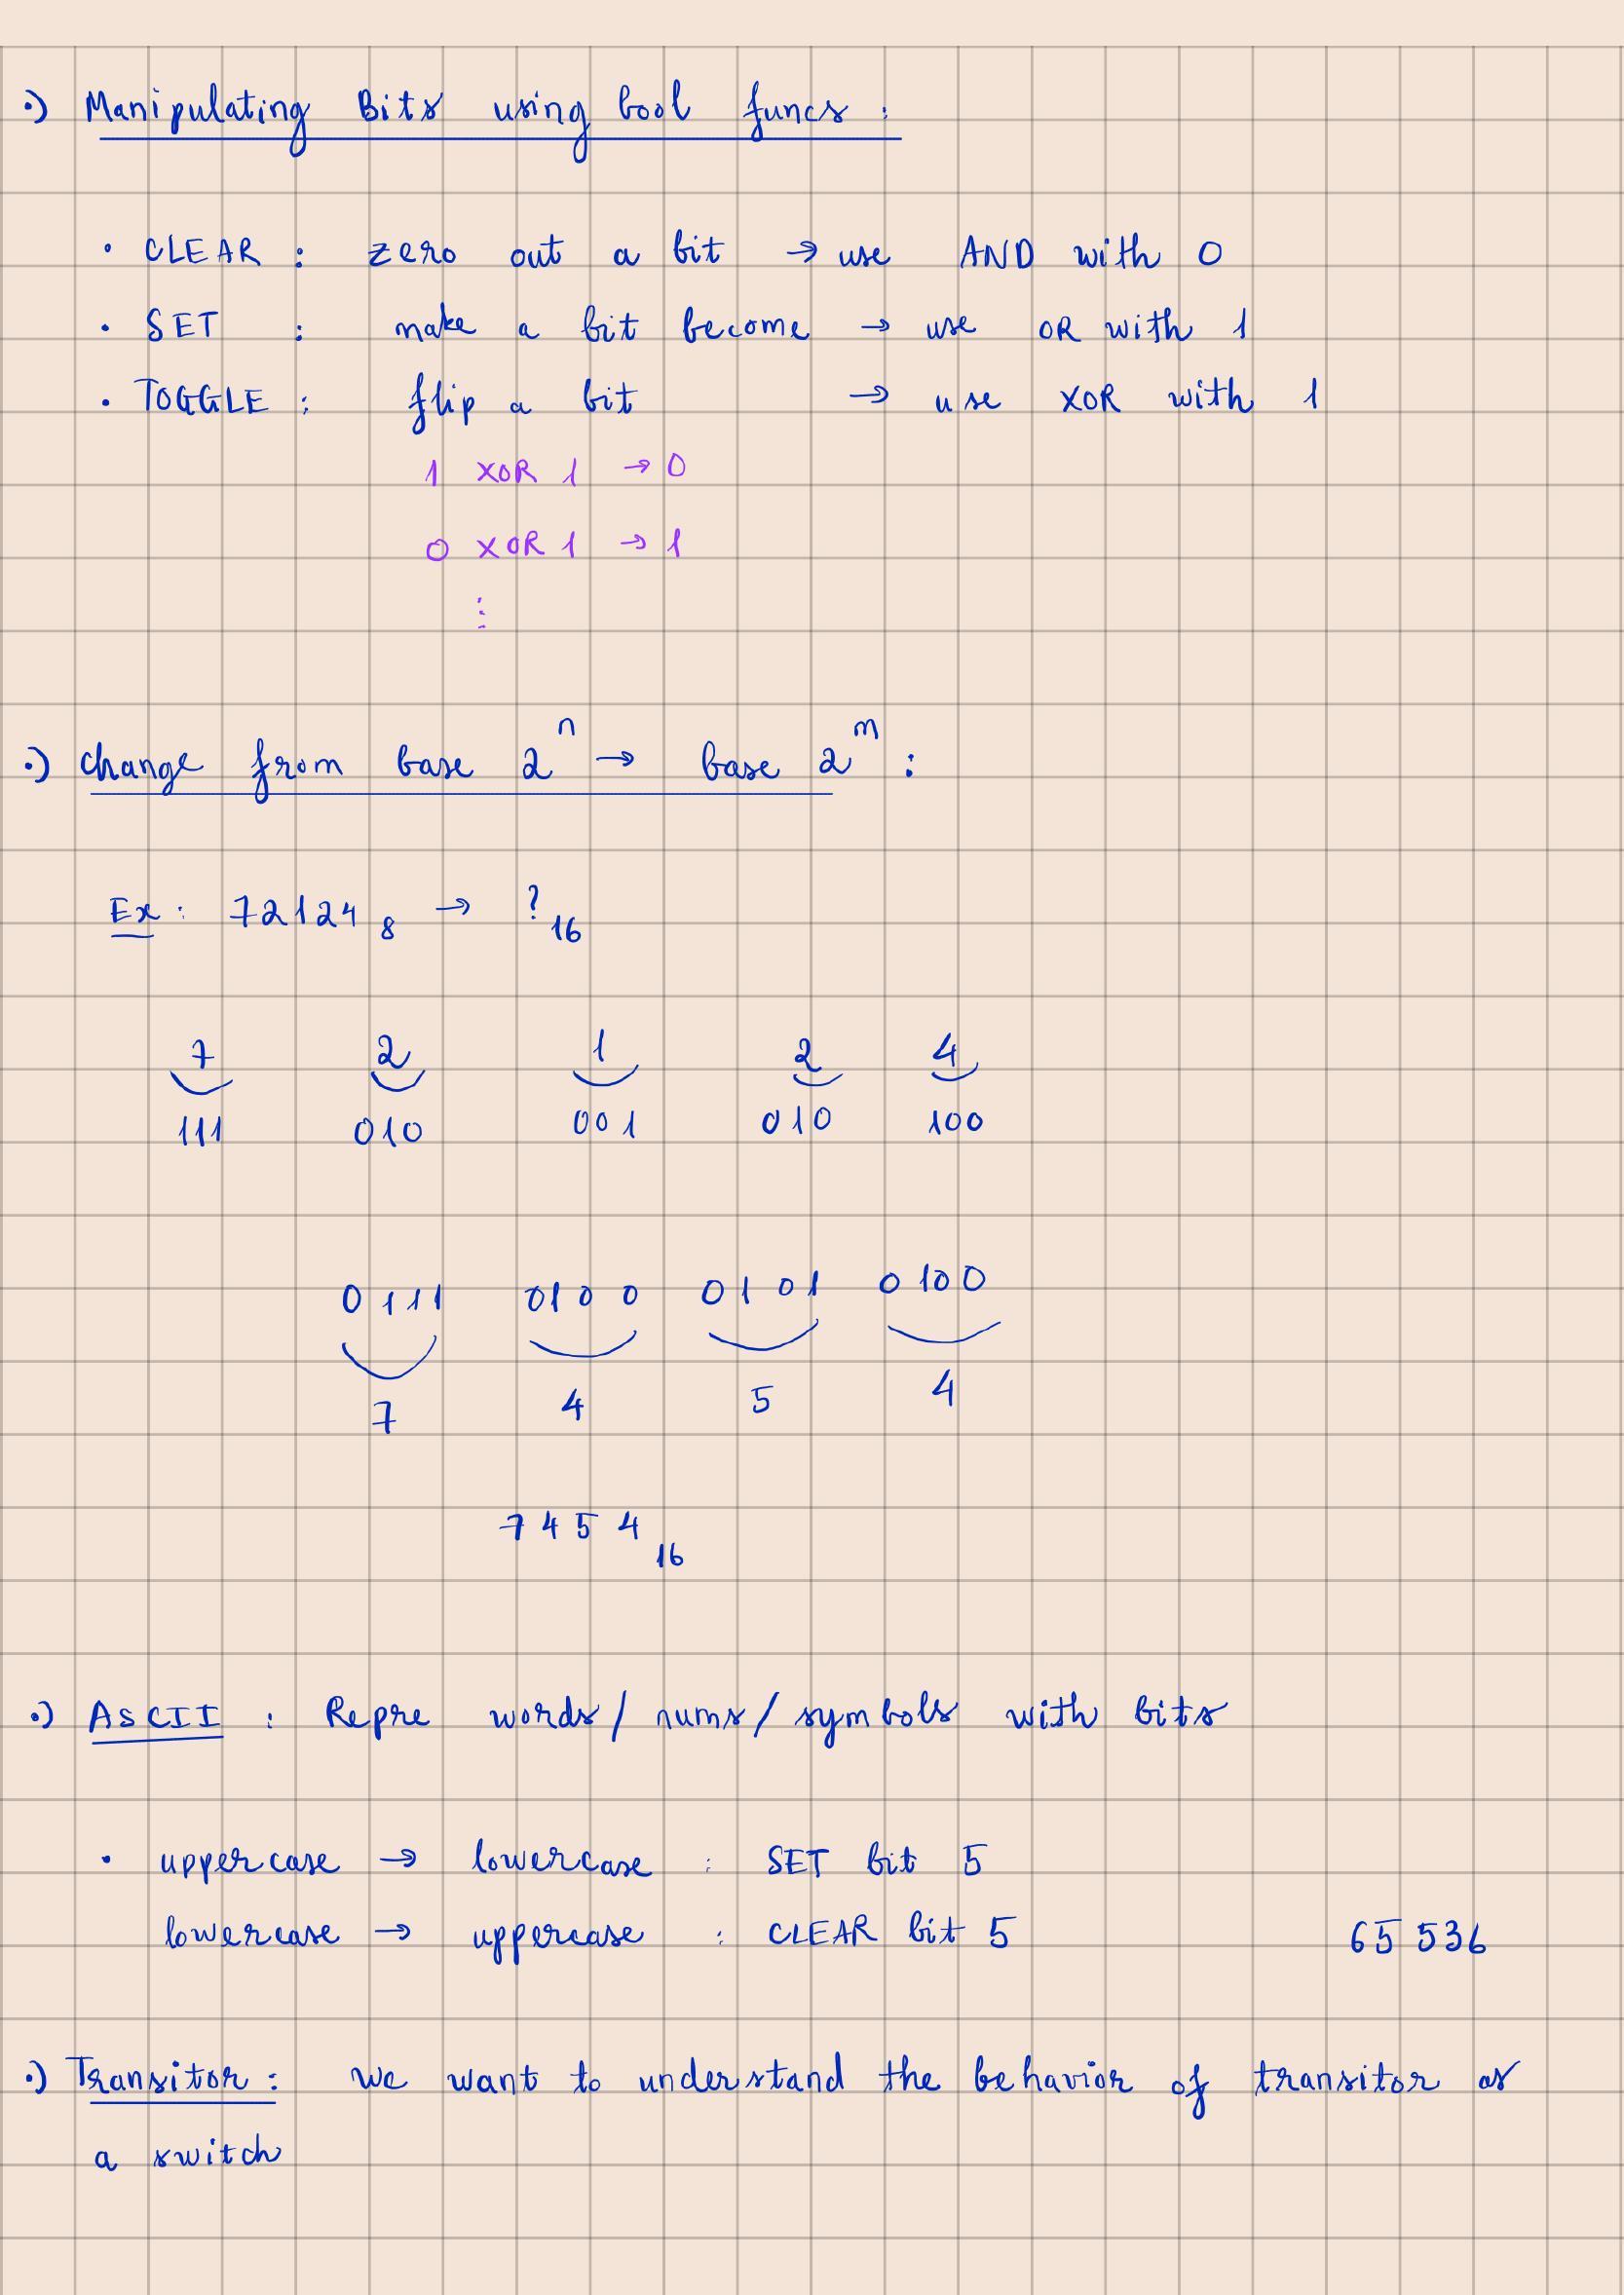 •) Manipulating Bits using bool funcs :
• CLEAR : zero out a bit → use AND with 0
• SET : make a bit become → use OR with 1
• TOGGLE : flip a bit → use XOR with 1
1 XOR 1 → 0
0 XOR 1 → 1
⋮
•) Change from base 2^n → base 2^m :
Ex : 72124₈ → ?₁₆
7 2 1 2 4
111 010 001 010 100
0111 0100 0101 0100
7 4 5 4
7454₁₆
•) ASCII : Repre words/ nums/ symbols with bits
• uppercase → lowercase : SET bit 5
lowercase → uppercase : CLEAR bit 5 65 536
•) Transitor : we want to understand the behavior of transitor as
a switch